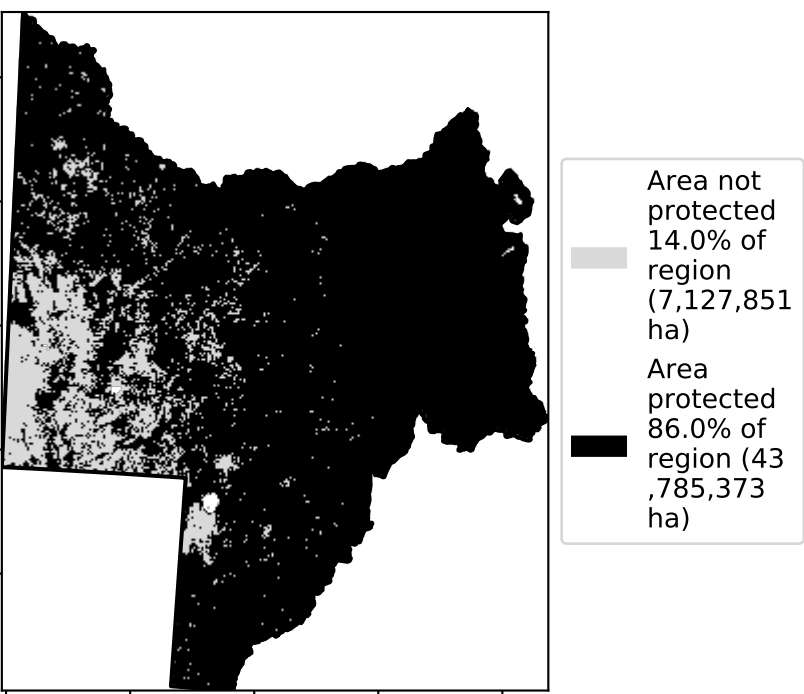 Area not
protected
14.0% of
region
(7,127,851
ha)
Area
protected
86.0% of
region (43
,785,373
ha)